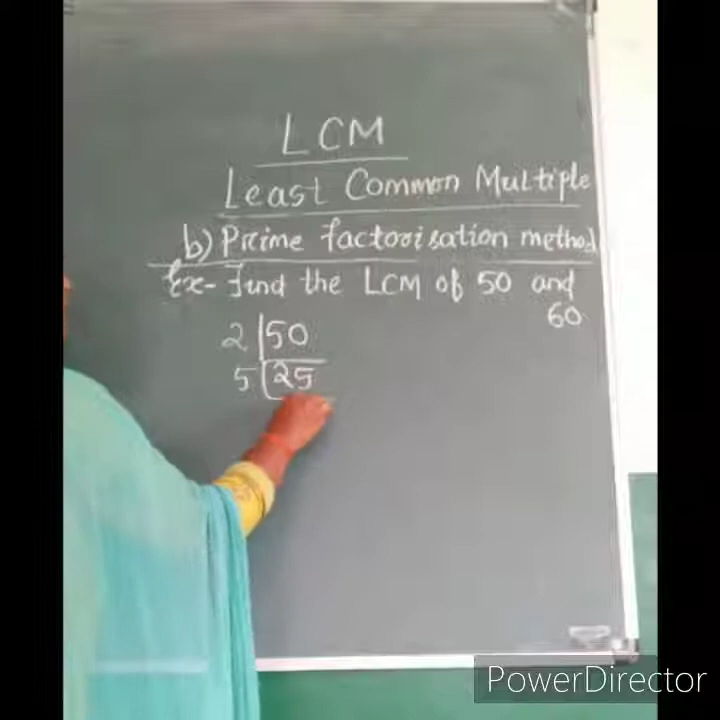 LCM
Least Common Multiple
b) Prime factorisation method
Ex- Find the LCM of 50 and
60
2 50
5 25
PowerDirector